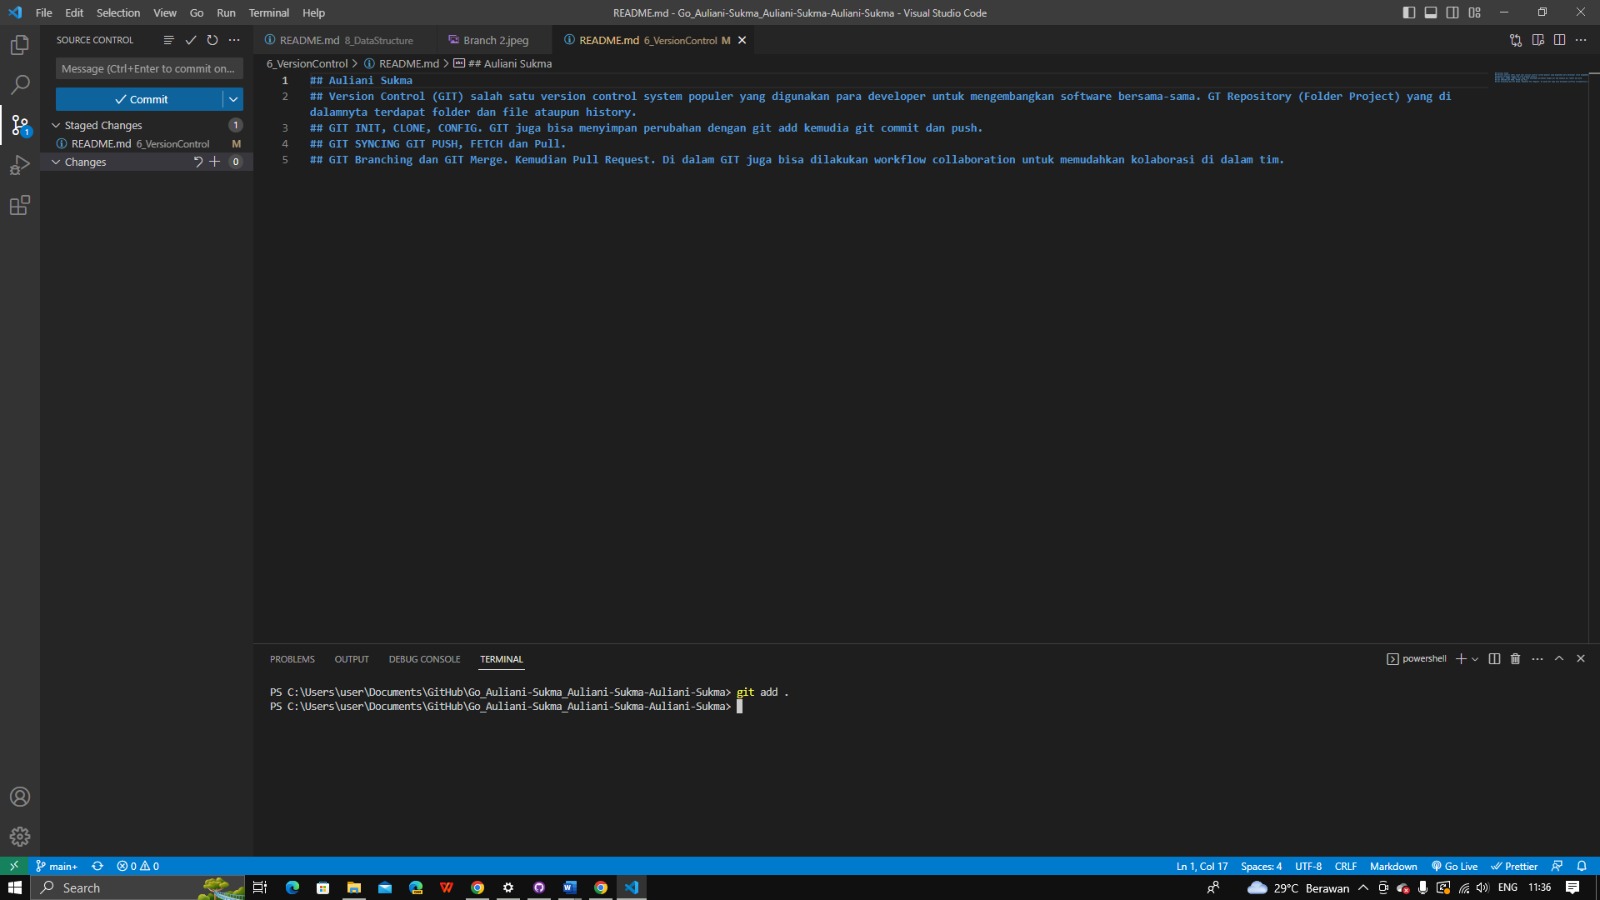 File Edit Selection View Go Run Terminal Help
README.md - Go_Auliani-Sukma_Auliani-Sukma-Auliani-Sukma - Visual Studio Code
SOURCE CONTROL
README.md 8_DataStructure
Branch 2.jpeg
README.md 6_VersionControl M
Message (Ctrl+Enter to commit on...
Commit
Staged Changes 1
README.md 6_VersionControl M
Changes 0
1
6_VersionControl > README.md > ## Auliani Sukma
1 ## Auliani Sukma
2 ## Version Control (GIT) salah satu version control system populer yang digunakan para developer untuk mengembangkan software bersama-sama. GT Repository (Folder Project) yang di
dalamnyta terdapat folder dan file ataupun history.
3 ## GIT INIT, CLONE, CONFIG. GIT juga bisa menyimpan perubahan dengan git add kemudia git commit dan push.
4 ## GIT SYNCING GIT PUSH, FETCH dan Pull.
5 ## GIT Branching dan GIT Merge. Kemudian Pull Request. Di dalam GIT juga bisa dilakukan workflow collaboration untuk memudahkan kolaborasi di dalam tim.
PROBLEMS OUTPUT DEBUG CONSOLE TERMINAL
powershell
PS C:\Users\user\Documents\GitHub\Go_Auliani-Sukma_Auliani-Sukma-Auliani-Sukma> git add .
PS C:\Users\user\Documents\GitHub\Go_Auliani-Sukma_Auliani-Sukma-Auliani-Sukma>
main+ 0 0
Ln 1, Col 17 Spaces: 4 UTF-8 CRLF Markdown Go Live Prettier
Search
29°C Berawan ENG 11:36